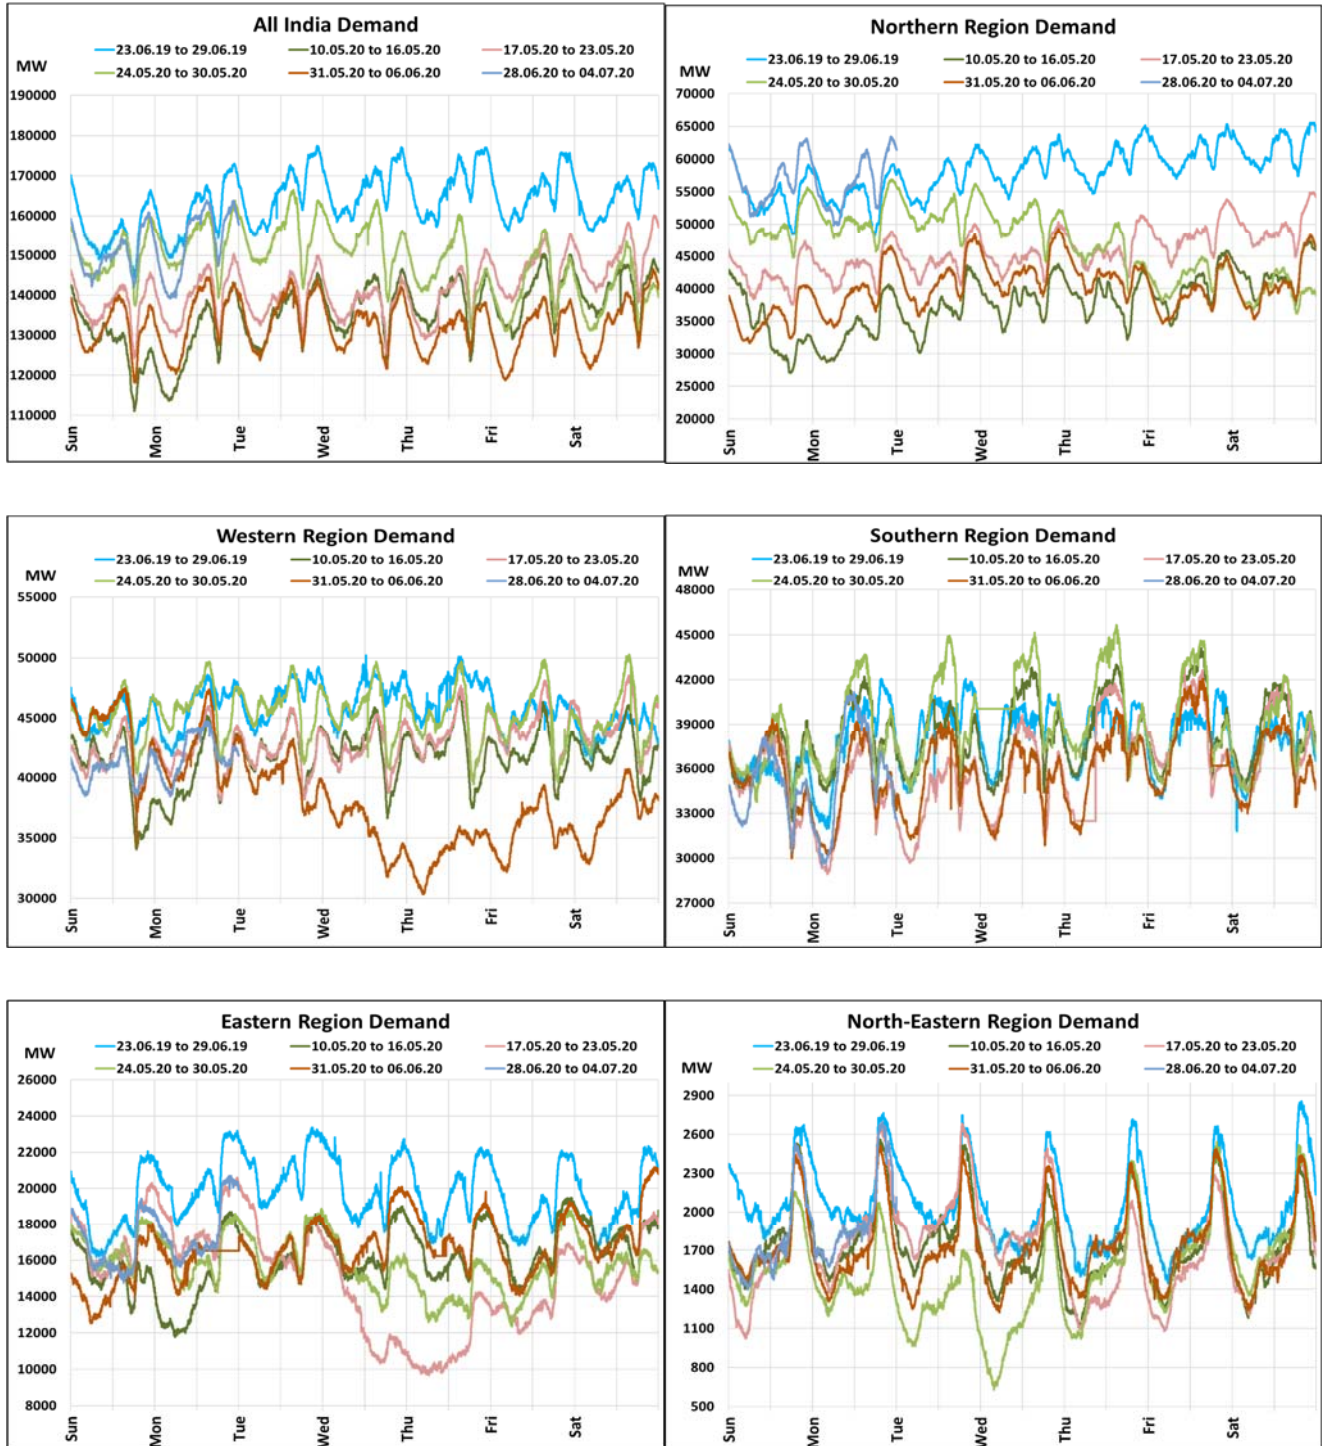 All India Demand
23.06.19 to 29.06.19 10.05.20 to 16.05.20 17.05.20 to 23.05.20
MW
24.05.20 to 30.05.20 31.05.20 to 06.06.20 28.06.20 to 04.07.20
190000
180000
170000
160000
150000
140000
130000
120000
110000
Sun Mon Tue Wed Thu Fri Sat
Northern Region Demand
MW
23.06.19 to 29.06.19 10.05.20 to 16.05.20 17.05.20 to 23.05.20
24.05.20 to 30.05.20 31.05.20 to 06.06.20 28.06.20 to 04.07.20
70000
65000
60000
55000
50000
45000
40000
35000
30000
25000
20000
Sun Mon Tue Wed Thu Fri Sat
Western Region Demand
23.06.19 to 29.06.19 10.05.20 to 16.05.20 17.05.20 to 23.05.20
MW
24.05.20 to 30.05.20 31.05.20 to 06.06.20 28.06.20 to 04.07.20
55000
50000
45000
40000
35000
30000
Sun Mon Tue Wed Thu Fri Sat
Southern Region Demand
23.06.19 to 29.06.19 10.05.20 to 16.05.20 17.05.20 to 23.05.20
MW
24.05.20 to 30.05.20 31.05.20 to 06.06.20 28.06.20 to 04.07.20
48000
45000
42000
39000
36000
33000
30000
27000
Sun Mon Tue Wed Thu Fri Sat
Eastern Region Demand
23.06.19 to 29.06.19 10.05.20 to 16.05.20 17.05.20 to 23.05.20
MW
24.05.20 to 30.05.20 31.05.20 to 06.06.20 28.06.20 to 04.07.20
26000
24000
22000
20000
18000
16000
14000
12000
10000
8000
Sun Mon Tue Wed Thu Fri Sat
North-Eastern Region Demand
23.06.19 to 29.06.19 10.05.20 to 16.05.20 17.05.20 to 23.05.20
MW
24.05.20 to 30.05.20 31.05.20 to 06.06.20 28.06.20 to 04.07.20
2900
2600
2300
2000
1700
1400
1100
800
500
Sun Mon Tue Wed Thu Fri Sat